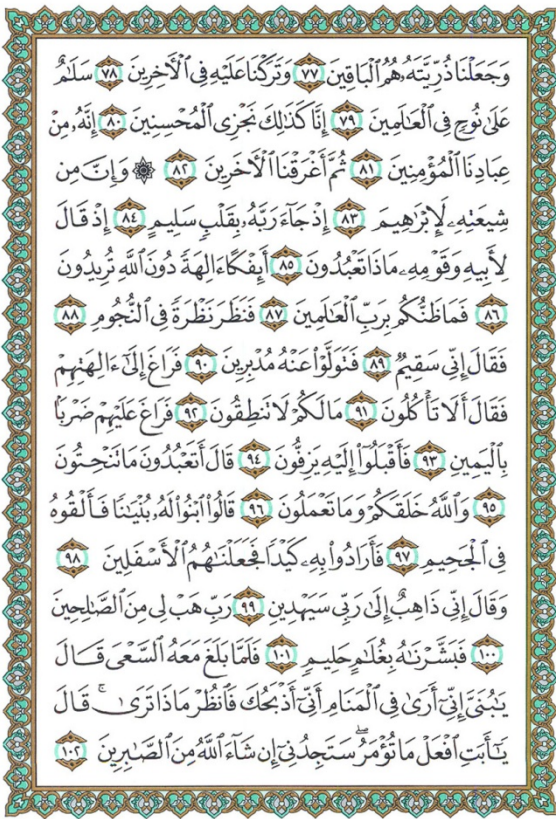 وَجَعَلْنَا ذُرِّيَّتَهُۥ هُمُ ٱلْبَاقِينَ ٧٧ وَتَرَكْنَا عَلَيْهِ فِى ٱلْءَاخِرِينَ ٧٨ سَلَٰمٌ
عَلَىٰ نُوحٍ فِى ٱلْعَٰلَمِينَ ٧٩ إِنَّا كَذَٰلِكَ نَجْزِى ٱلْمُحْسِنِينَ ٨٠ إِنَّهُۥ مِنْ
عِبَادِنَا ٱلْمُؤْمِنِينَ ٨١ ثُمَّ أَغْرَقْنَا ٱلْءَاخَرِينَ ٨٢ ۞ وَإِنَّ مِن
شِيعَتِهِۦ لَإِبْرَٰهِيمَ ٨٣ إِذْ جَآءَ رَبَّهُۥ بِقَلْبٍ سَلِيمٍ ٨٤ إِذْ قَالَ
لِأَبِيهِ وَقَوْمِهِۦ مَاذَا تَعْبُدُونَ ٨٥ أَئِفْكًا ءَالِهَةً دُونَ ٱللَّهِ تُرِيدُونَ
٨٦ فَمَا ظَنُّكُم بِرَبِّ ٱلْعَٰلَمِينَ ٨٧ فَنَظَرَ نَظْرَةً فِى ٱلنُّجُومِ ٨٨
فَقَالَ إِنِّى سَقِيمٌ ٨٩ فَتَوَلَّوْا۟ عَنْهُ مُدْبِرِينَ ٩٠ فَرَاغَ إِلَىٰٓ ءَالِهَتِهِمْ
فَقَالَ أَلَا تَأْكُلُونَ ٩١ مَا لَكُمْ لَا تَنطِقُونَ ٩٢ فَرَاغَ عَلَيْهِمْ ضَرْبًۢا
بِٱلْيَمِينِ ٩٣ فَأَقْبَلُوٓا۟ إِلَيْهِ يَزِفُّونَ ٩٤ قَالَ أَتَعْبُدُونَ مَا تَنْحِتُونَ
٩٥ وَٱللَّهُ خَلَقَكُمْ وَمَا تَعْمَلُونَ ٩٦ قَالُوا۟ ٱبْنُوا۟ لَهُۥ بُنْيَٰنًا فَأَلْقُوهُ
فِى ٱلْجَحِيمِ ٩٧ فَأَرَادُوا۟ بِهِۦ كَيْدًا فَجَعَلْنَٰهُمُ ٱلْأَسْفَلِينَ ٩٨
وَقَالَ إِنِّى ذَاهِبٌ إِلَىٰ رَبِّى سَيَهْدِينِ ٩٩ رَبِّ هَبْ لِى مِنَ ٱلصَّٰلِحِينَ
١٠٠ فَبَشَّرْنَٰهُ بِغُلَٰمٍ حَلِيمٍ ١٠١ فَلَمَّا بَلَغَ مَعَهُ ٱلسَّعْىَ قَالَ
يَٰبُنَىَّ إِنِّىٓ أَرَىٰ فِى ٱلْمَنَامِ أَنِّىٓ أَذْبَحُكَ فَٱنظُرْ مَاذَا تَرَىٰ ۚ قَالَ
يَٰٓأَبَتِ ٱفْعَلْ مَا تُؤْمَرُ ۖ سَتَجِدُنِىٓ إِن شَآءَ ٱللَّهُ مِنَ ٱلصَّٰبِرِينَ ١٠٢